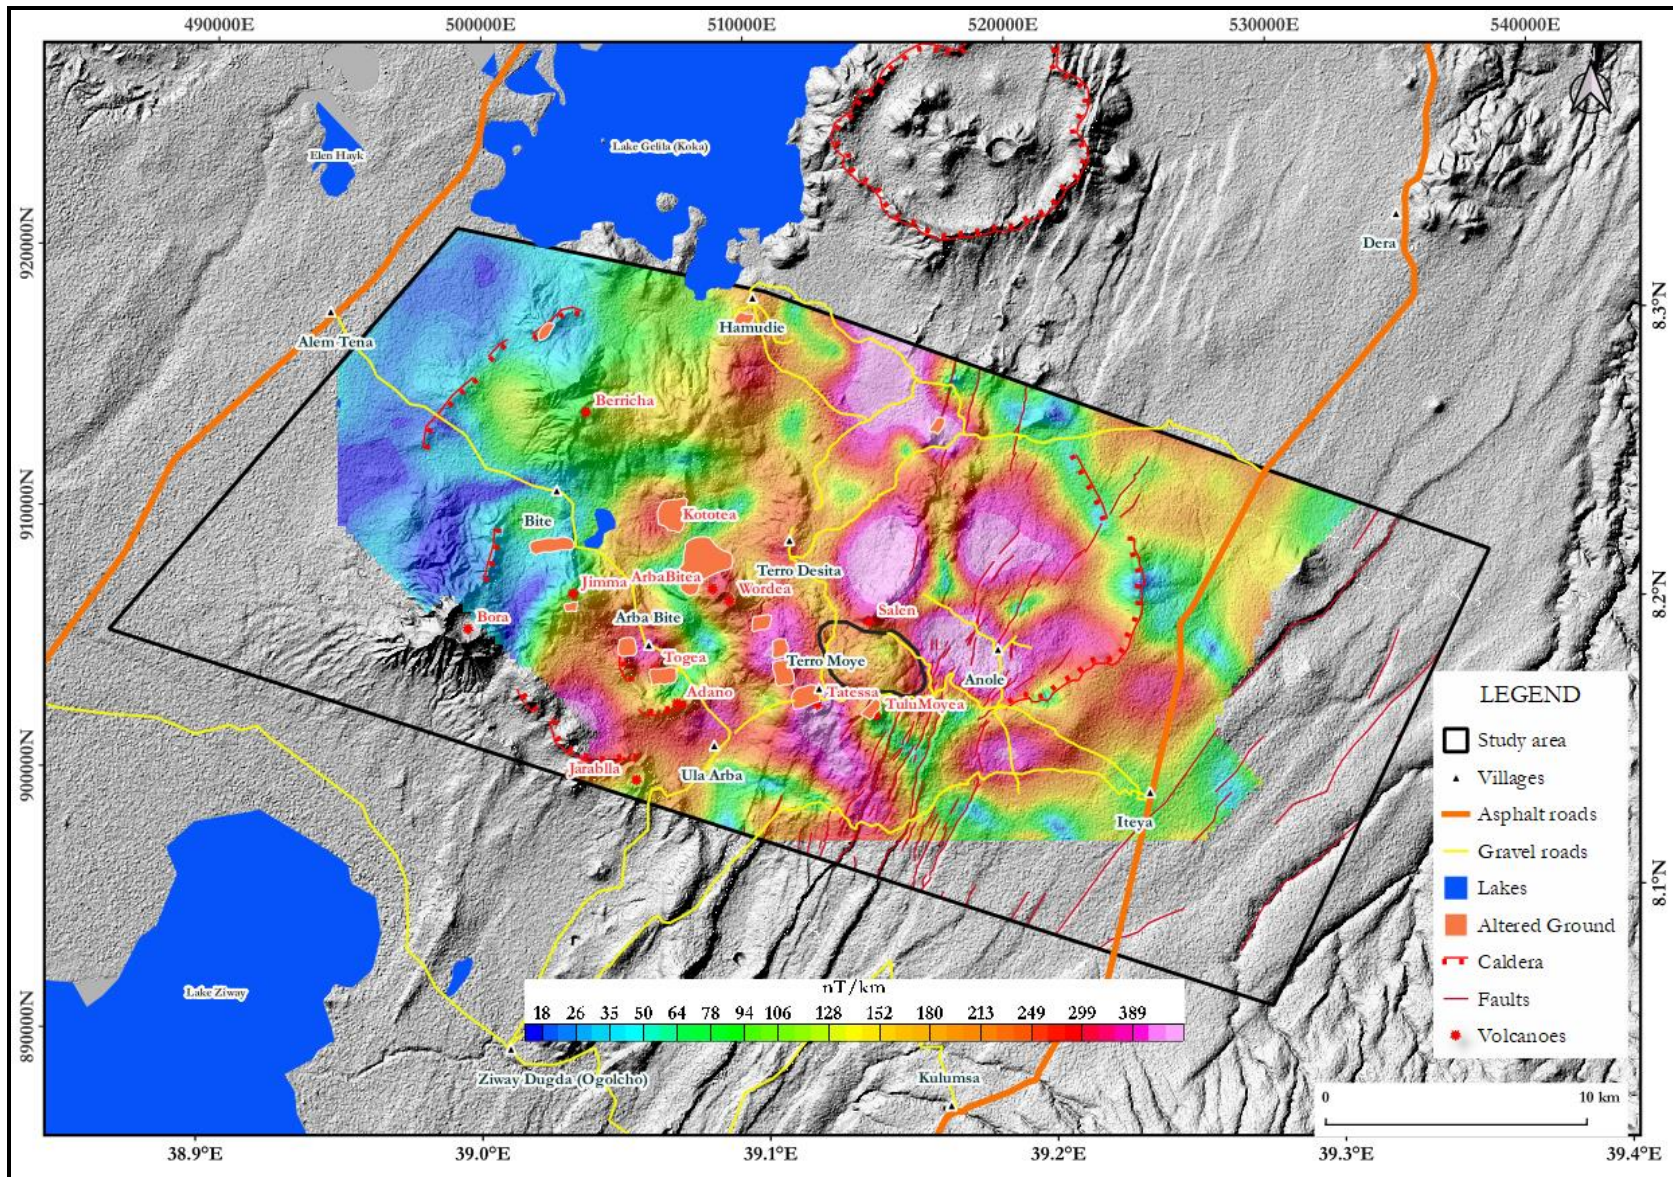 490000E 500000E 510000E 520000E 530000E 540000E
Elen Hayk
Lake Gelila (Koka)
920000N
Dera
8.3°N
Hamudie
Alem Tena
Berricha
910000N
Kototea
Bite
Terro Desita
Jimma
ArbaBitea
Wordea
8.2°N
Bora
Arba Bite
Salen
Togea
Terro Moye
Anole
Adano
Tatessa
TuluMoyea
900000N
Jarablla
Ula Arba
Iteya
8.1°N
LEGEND
Study area
Villages
Asphalt roads
Gravel roads
Lakes
Altered Ground
Caldera
Faults
Volcanoes
Lake Ziway
nT/km
18 26 35 50 64 78 94 106 128 152 180 213 249 299 389
890000N
Ziway Dugda (Ogolcho)
Kulumsa
0 10 km
38.9°E 39.0°E 39.1°E 39.2°E 39.3°E 39.4°E